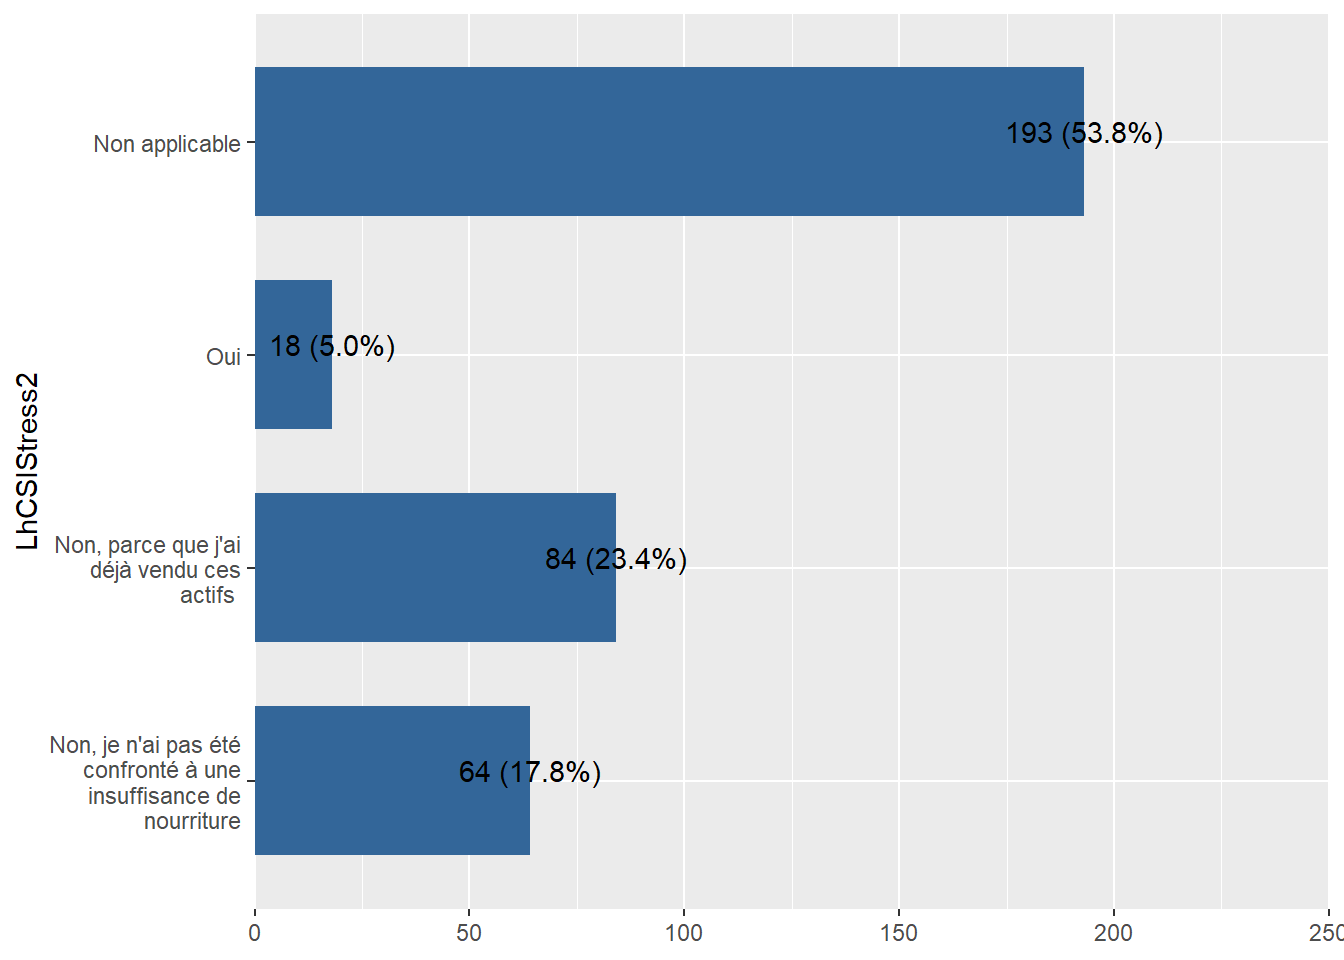 LhCSIStress2
Non applicable
193 (53.8%)
Oui
18 (5.0%)
Non, parce que j'ai
déjà vendu ces
actifs
84 (23.4%)
Non, je n'ai pas été
confronté à une
insuffisance de
nourriture
64 (17.8%)
0 50 100 150 200 250